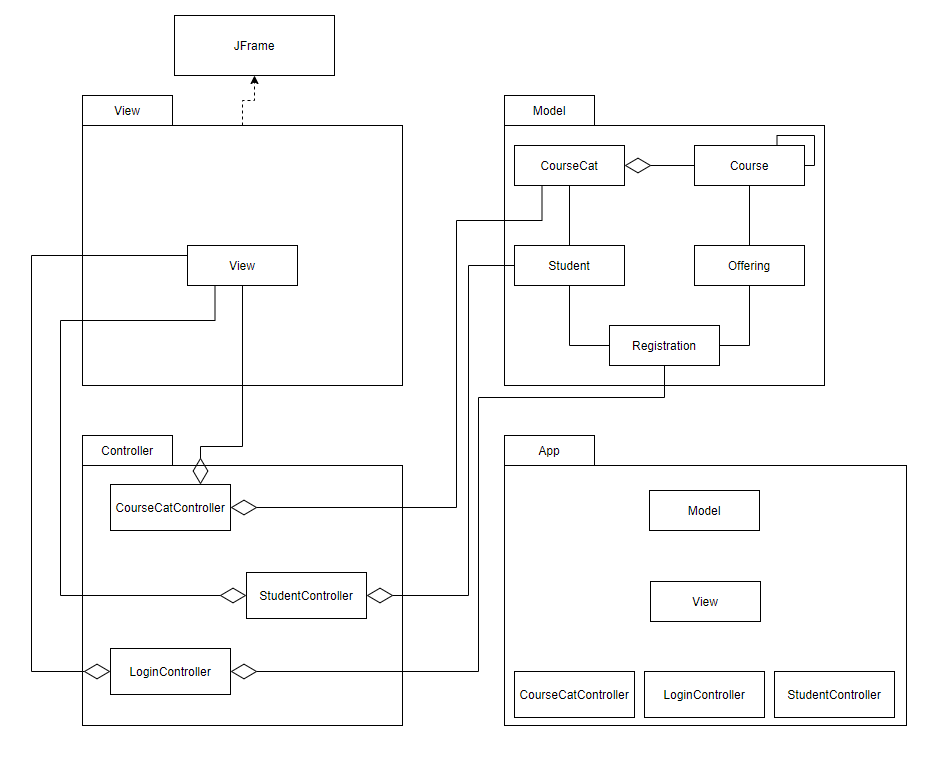 JFrame
View
Model
CourseCat
Course
View
Student
Offering
Registration
Controller
App
CourseCatController
Model
StudentController
View
LoginController
CourseCatController
LoginController
StudentController